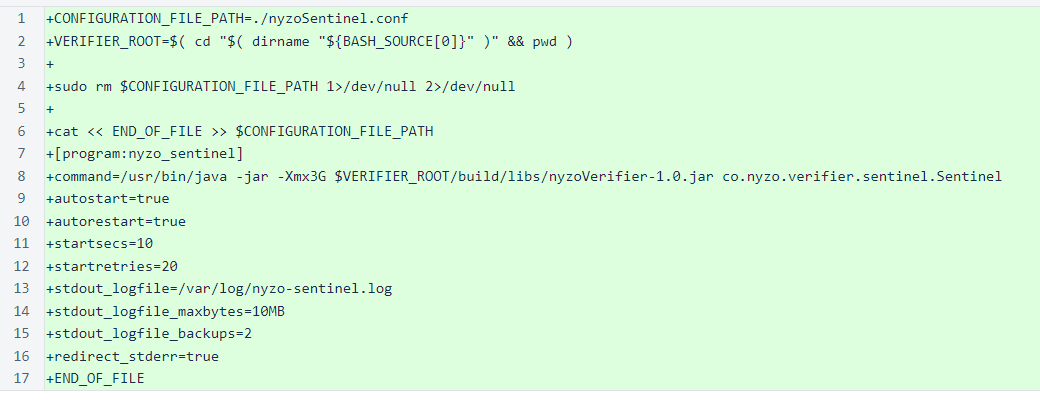 1 +CONFIGURATION_FILE_PATH=./nyzoSentinel.conf
2 +VERIFIER_ROOT=$( cd "$( dirname "${BASH_SOURCE[0]}" )" && pwd )
3 +
4 +sudo rm $CONFIGURATION_FILE_PATH 1>/dev/null 2>/dev/null
5 +
6 +cat << END_OF_FILE >> $CONFIGURATION_FILE_PATH
7 +[program:nyzo_sentinel]
8 +command=/usr/bin/java -jar -Xmx3G $VERIFIER_ROOT/build/libs/nyzoVerifier-1.0.jar co.nyzo.verifier.sentinel.Sentinel
9 +autostart=true
10 +autorestart=true
11 +startsecs=10
12 +startretries=20
13 +stdout_logfile=/var/log/nyzo-sentinel.log
14 +stdout_logfile_maxbytes=10MB
15 +stdout_logfile_backups=2
16 +redirect_stderr=true
17 +END_OF_FILE